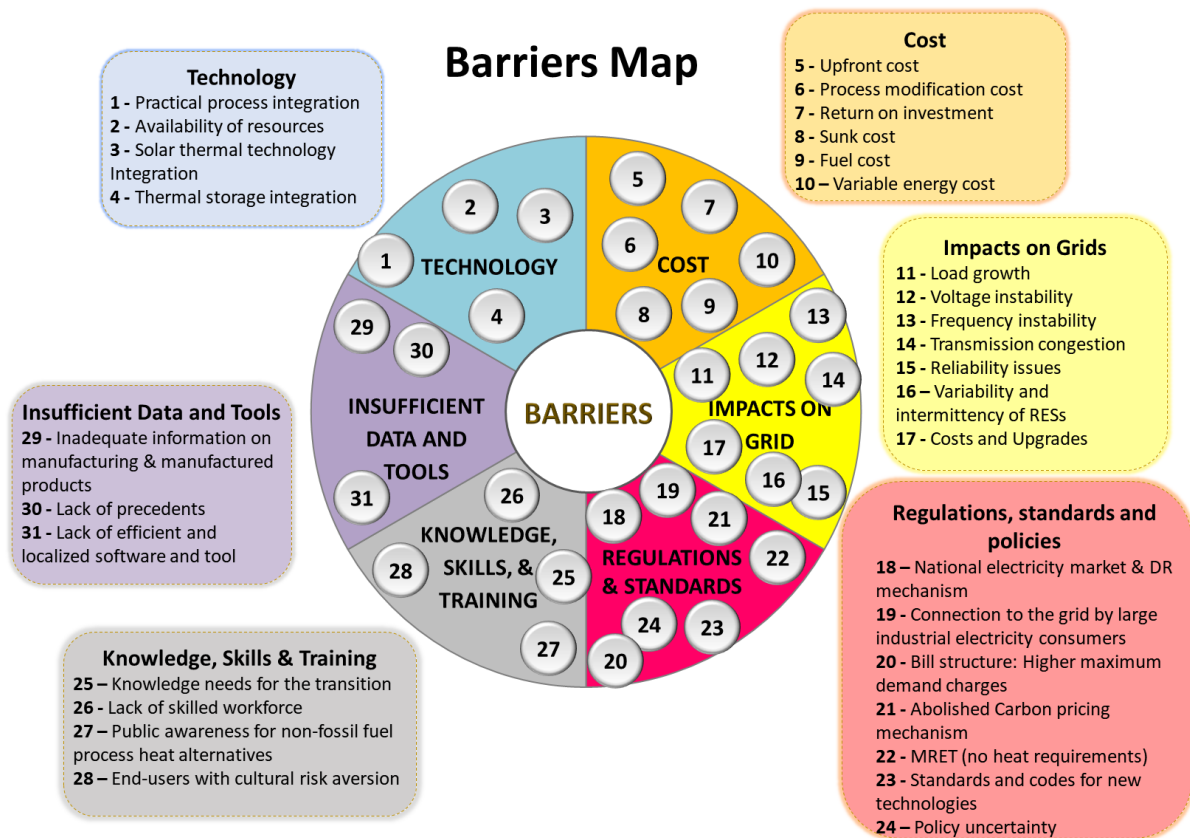 Barriers Map
Technology
1 - Practical process integration
2 - Availability of resources
3 - Solar thermal technology
Integration
4 - Thermal storage integration
Cost
5 - Upfront cost
6 - Process modification cost
7 - Return on investment
8 - Sunk cost
9 - Fuel cost
10 – Variable energy cost
Impacts on Grids
11 - Load growth
12 - Voltage instability
13 - Frequency instability
14 - Transmission congestion
15 - Reliability issues
16 – Variability and
intermittency of RESs
17 - Costs and Upgrades
Regulations, standards and
policies
18 – National electricity market & DR
mechanism
19 - Connection to the grid by large
industrial electricity consumers
20 - Bill structure: Higher maximum
demand charges
21 - Abolished Carbon pricing
mechanism
22 - MRET (no heat requirements)
23 - Standards and codes for new
technologies
24 – Policy uncertainty
Insufficient Data and Tools
29 - Inadequate information on
manufacturing & manufactured
products
30 - Lack of precedents
31 - Lack of efficient and
localized software and tool
Knowledge, Skills & Training
25 – Knowledge needs for the transition
26 - Lack of skilled workforce
27 – Public awareness for non-fossil fuel
process heat alternatives
28 – End-users with cultural risk aversion
BARRIERS
TECHNOLOGY
1
2
3
4
COST
5
6
7
8
9
10
IMPACTS ON
GRID
11
12
13
14
15
16
17
REGULATIONS
& STANDARDS
18
19
20
21
22
23
24
KNOWLEDGE,
SKILLS, &
TRAINING
25
26
27
28
INSUFFICIENT
DATA AND
TOOLS
29
30
31